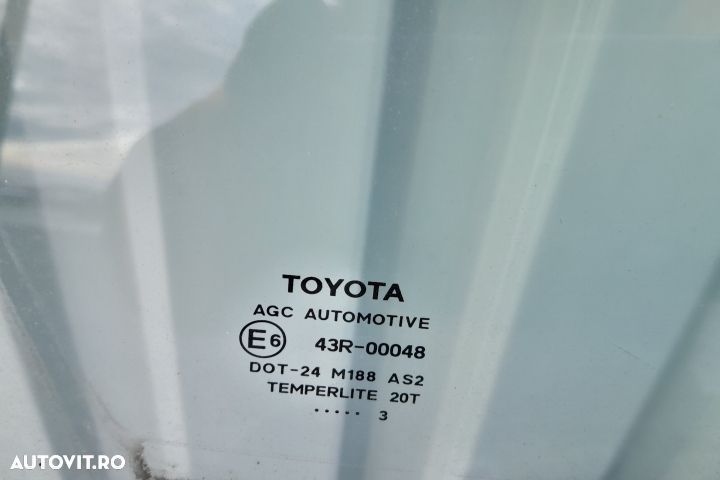 TOYOTA
AGC AUTOMOTIVE
E6 43R-00048
DOT-24 M188 AS2
TEMPERLITE 20T
..... 3
AUTOVIT.RO